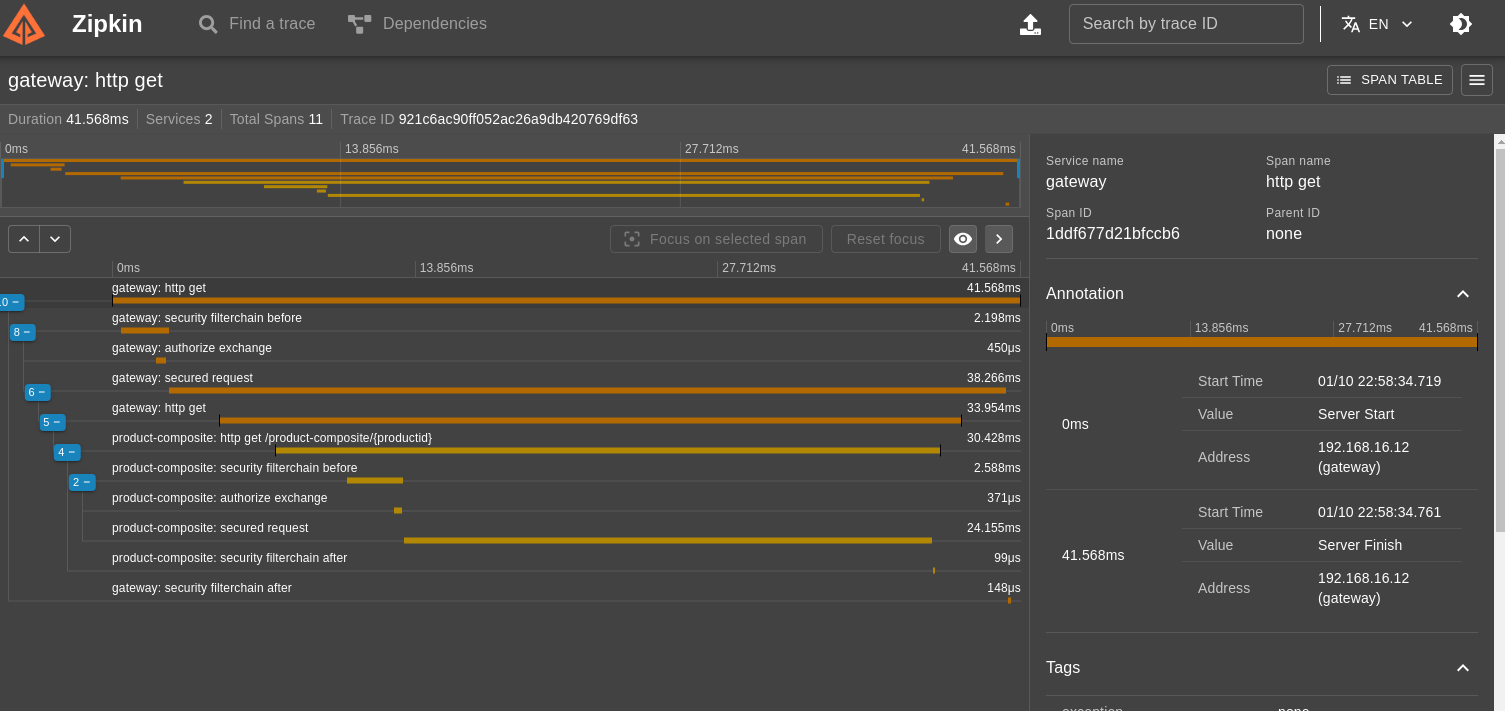 Zipkin
Find a trace
Dependencies
Search by trace ID
EN
gateway: http get
SPAN TABLE
Duration 41.568ms Services 2 Total Spans 11 Trace ID 921c6ac90ff052ac26a9db420769df63
0ms 13.856ms 27.712ms 41.568ms
Focus on selected span
Reset focus
0ms 13.856ms 27.712ms 41.568ms
gateway: http get 41.568ms
gateway: security filterchain before 2.198ms
8 −
gateway: authorize exchange 450μs
gateway: secured request 38.266ms
6 −
gateway: http get 33.954ms
5 −
product-composite: http get /product-composite/{productid} 30.428ms
4 −
product-composite: security filterchain before 2.588ms
2 −
product-composite: authorize exchange 371μs
product-composite: secured request 24.155ms
product-composite: security filterchain after 99μs
gateway: security filterchain after 148μs
Service name Span name
gateway http get
Span ID Parent ID
1ddf677d21bfccb6 none
Annotation
0ms 13.856ms 27.712ms 41.568ms
0ms
Start Time 01/10 22:58:34.719
Value Server Start
Address 192.168.16.12
(gateway)
41.568ms
Start Time 01/10 22:58:34.761
Value Server Finish
Address 192.168.16.12
(gateway)
Tags